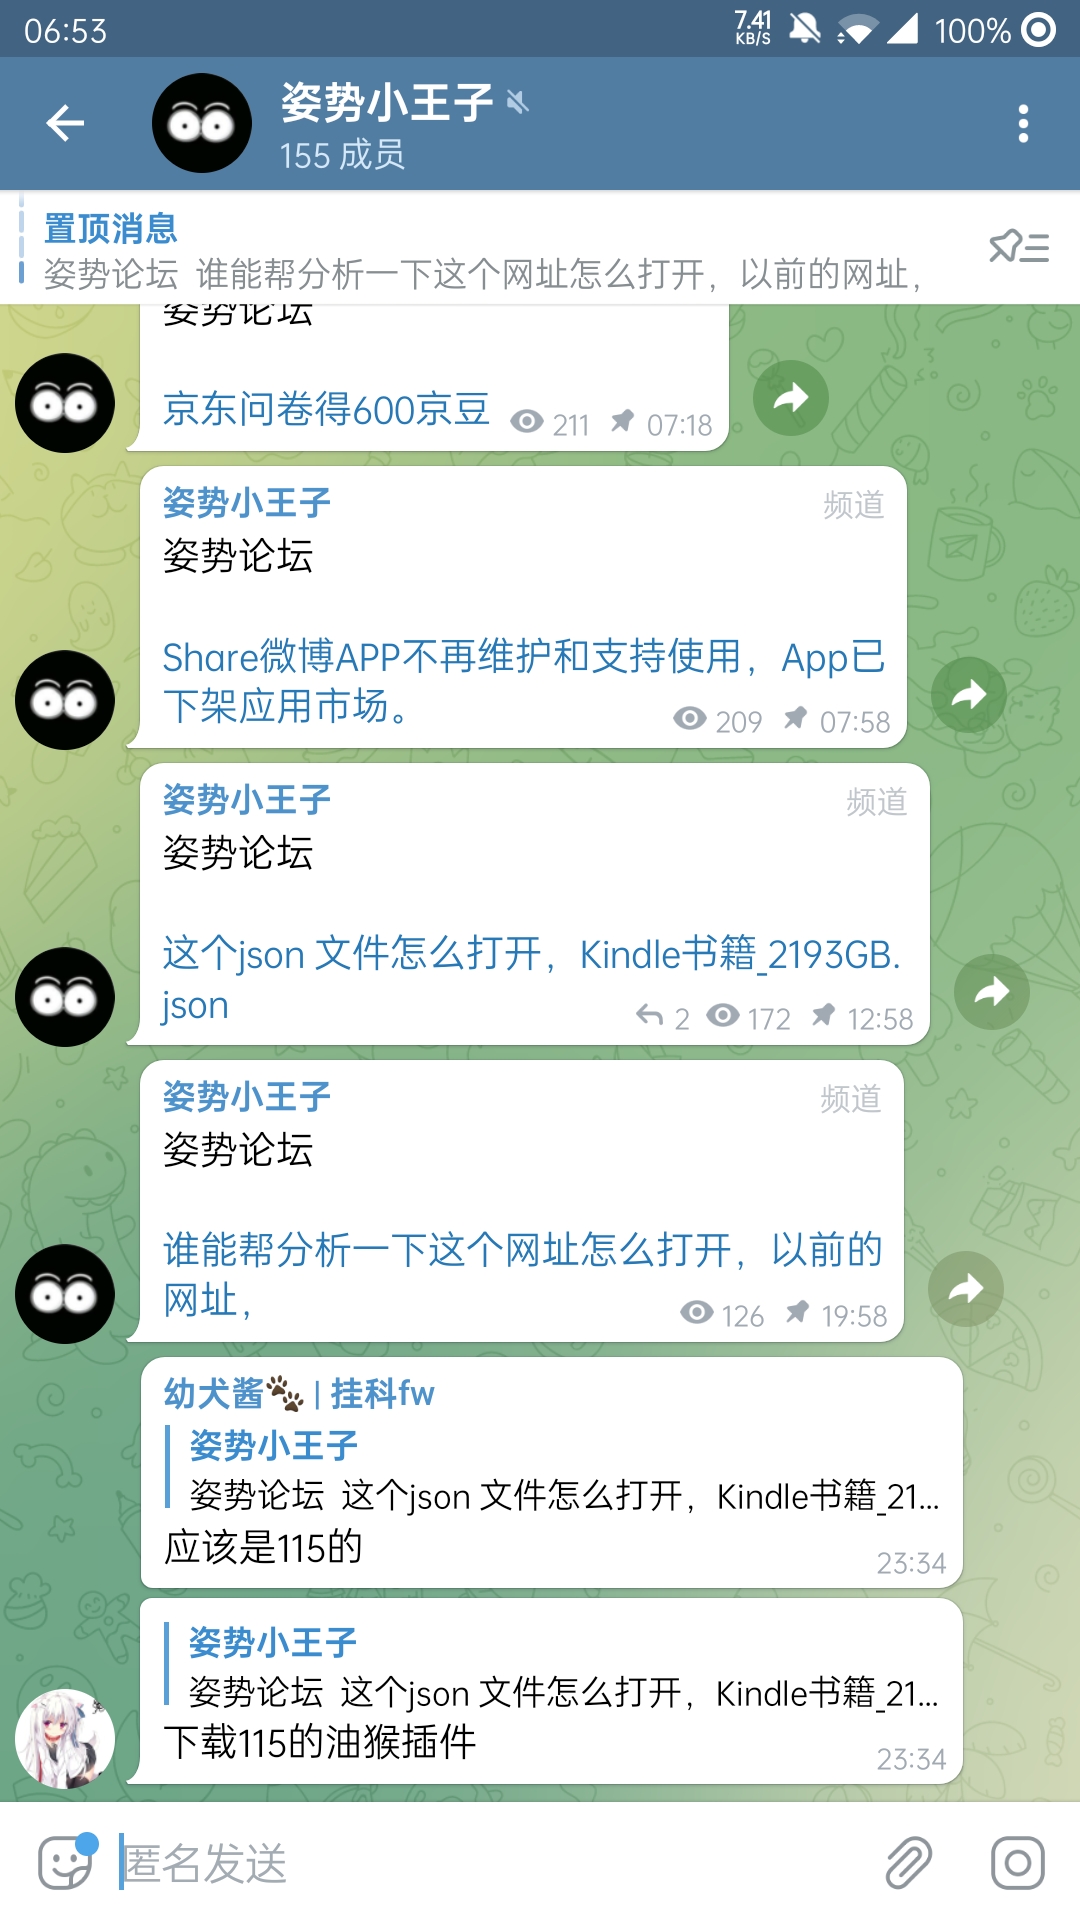 06:53
7.41
KB/S
100%
姿势小王子
155 成员
置顶消息
姿势论坛 谁能帮分析一下这个网址怎么打开，以前的网址，
姿势论坛
京东问卷得600京豆
211 07:18
姿势小王子 频道
姿势论坛
Share微博APP不再维护和支持使用，App已
下架应用市场。
209 07:58
姿势小王子 频道
姿势论坛
这个json 文件怎么打开，Kindle书籍_2193GB.
json
2 172 12:58
姿势小王子 频道
姿势论坛
谁能帮分析一下这个网址怎么打开，以前的
网址，
126 19:58
幼犬酱🐾 | 挂科fw
姿势小王子
姿势论坛 这个json 文件怎么打开，Kindle书籍_21...
应该是115的
23:34
姿势小王子
姿势论坛 这个json 文件怎么打开，Kindle书籍_21...
下载115的油猴插件
23:34
匿名发送